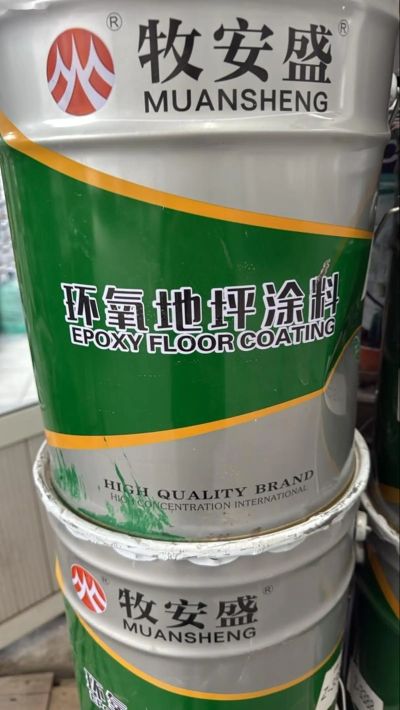 牧安盛®
MUANSHENG
环氧地坪涂料
EPOXY FLOOR COATING
HIGH QUALITY BRAND
HIGH CONCENTRATION INTERNATIONAL
牧安盛®
MUANSHENG